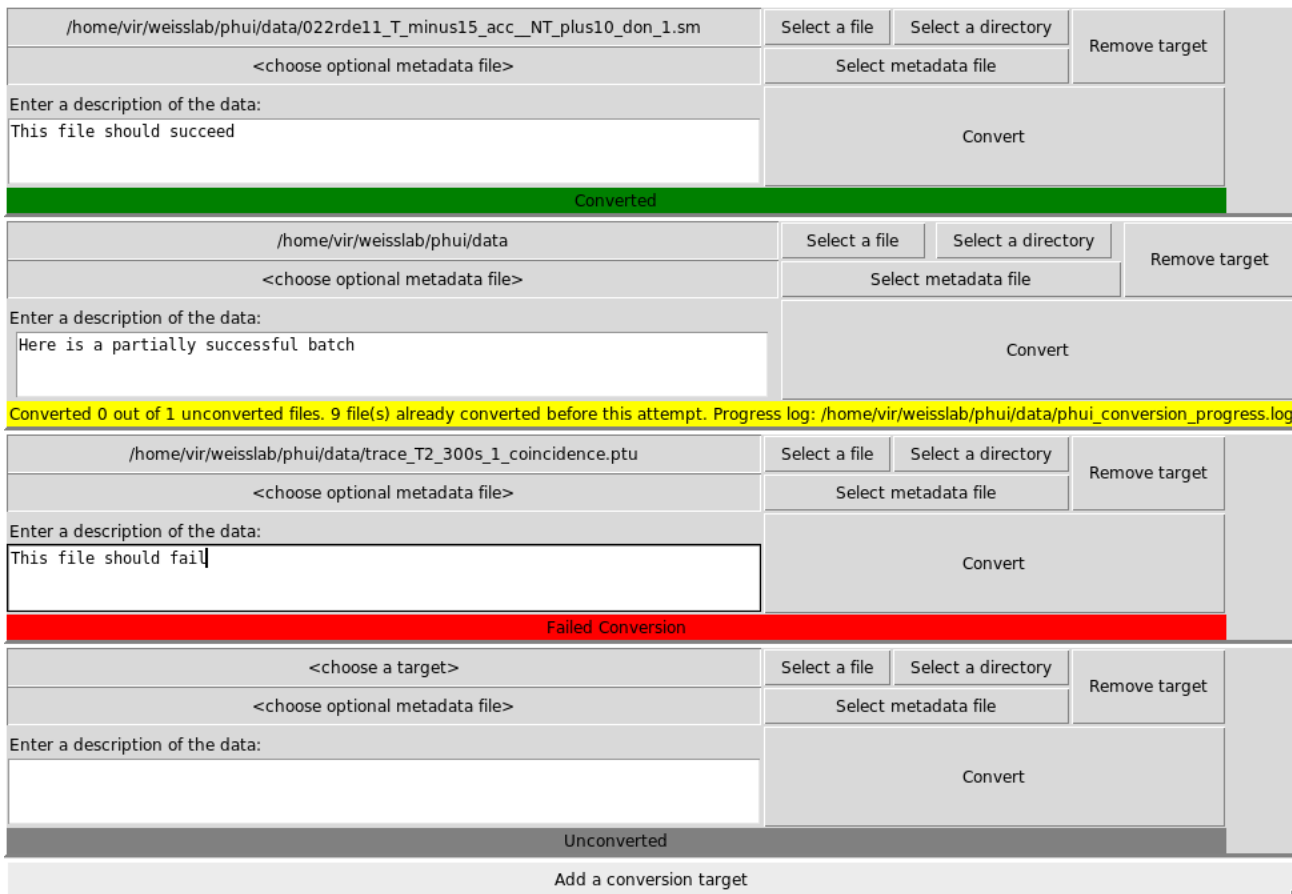 /home/vir/weisslab/phui/data/022rde11_T_minus15_acc__NT_plus10_don_1.sm Select a file Select a directory Remove target
<choose optional metadata file> Select metadata file
Enter a description of the data:
This file should succeed
Convert
Converted
/home/vir/weisslab/phui/data Select a file Select a directory Remove target
<choose optional metadata file> Select metadata file
Enter a description of the data:
Here is a partially successful batch
Convert
Converted 0 out of 1 unconverted files. 9 file(s) already converted before this attempt. Progress log: /home/vir/weisslab/phui/data/phui_conversion_progress.log
/home/vir/weisslab/phui/data/trace_T2_300s_1_coincidence.ptu Select a file Select a directory Remove target
<choose optional metadata file> Select metadata file
Enter a description of the data:
This file should fail
Convert
Failed Conversion
<choose a target> Select a file Select a directory Remove target
<choose optional metadata file> Select metadata file
Enter a description of the data:
Convert
Unconverted
Add a conversion target